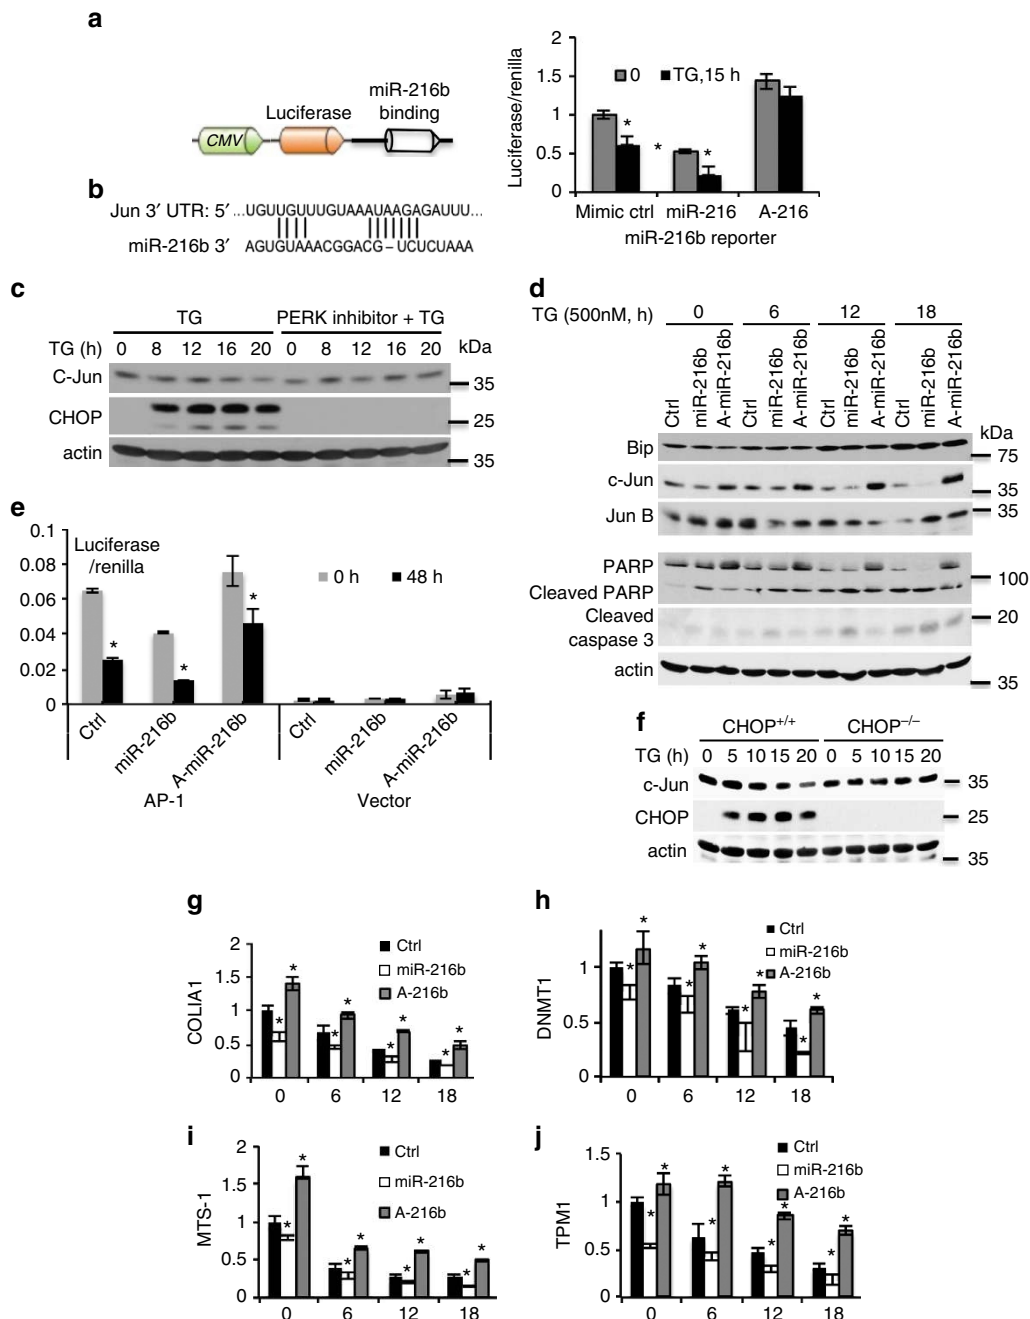 a
CMV
Luciferase
miR-216b
binding
Luciferase/renilla
2
1.5
1
0.5
0
0
TG,15 h
*
*
*
Mimic ctrl
miR-216
A-216
miR-216b reporter
b
Jun 3′ UTR: 5′ ...UGUUGUUUGUAAAUAAGAGAUUU...
miR-216b 3′ AGUGUAAACGGACG–UCUCUAAA
c
TG
PERK inhibitor + TG
TG (h) 0 8 12 16 20 0 8 12 16 20 kDa
C-Jun
35
CHOP
25
actin
35
d
TG (500nM, h) 0 6 12 18
Ctrl miR-216b A-miR-216b Ctrl miR-216b A-miR-216b Ctrl miR-216b A-miR-216b Ctrl miR-216b A-miR-216b
kDa
Bip
75
c-Jun
35
Jun B
35
PARP
100
Cleaved PARP
Cleaved
caspase 3
20
actin
35
e
0.1
0.08
0.06
0.04
0.02
0
Luciferase
/renilla
0 h
48 h
*
*
*
Ctrl miR-216b A-miR-216b Ctrl miR-216b A-miR-216b
AP-1
Vector
f
CHOP+/+ CHOP–/–
TG (h) 0 5 10 15 20 0 5 10 15 20
c-Jun
35
CHOP
25
actin
35
g
COLIA1
2
1
0.5
1
0
Ctrl
miR-216b
A-216b
* * * * * * * *
0 6 12 18
h
DNMT1
1
0.5
0
Ctrl
miR-216b
A-216b
* * * * * * * *
0 6 12 18
i
MTS-1
2
1.5
1
0.5
0
Ctrl
miR-216b
A-216b
* * * * * * * *
0 6 12 18
j
TPM1
1.5
1
0.5
0
Ctrl
miR-216b
A-216b
* * * * * * * *
0 6 12 18